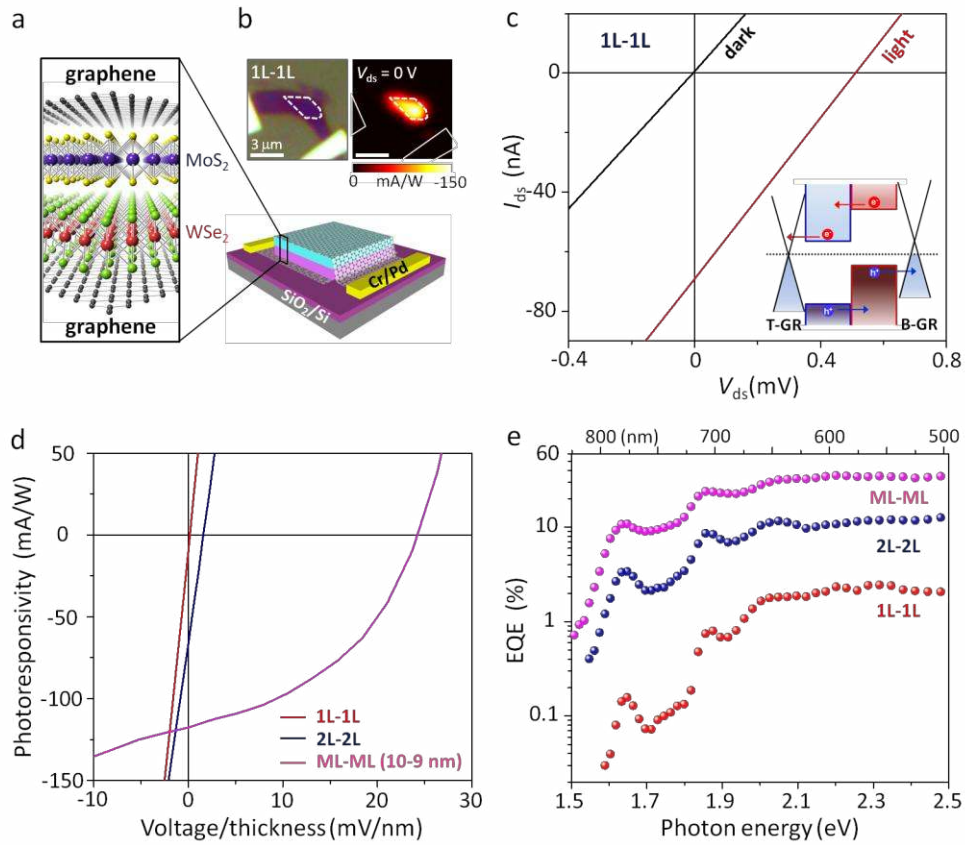 a
graphene
MoS2
WSe2
graphene
b
1L-1L
3 µm
Vds = 0 V
0 mA/W -150
Cr/Pd
SiO2/Si
c
1L-1L
dark
light
0
-40
-80
Ids (nA)
e-
e-
h+
h+
T-GR
B-GR
-0.4 0 0.4 0.8
Vds(mV)
d
50
0
-50
-100
-150
Photoresponsivity (mA/W)
1L-1L
2L-2L
ML-ML (10-9 nm)
-10 0 10 20 30
Voltage/thickness (mV/nm)
e
800 (nm) 700 600 500
60
10
1
0.1
EQE (%)
ML-ML
2L-2L
1L-1L
1.5 1.7 1.9 2.1 2.3 2.5
Photon energy (eV)